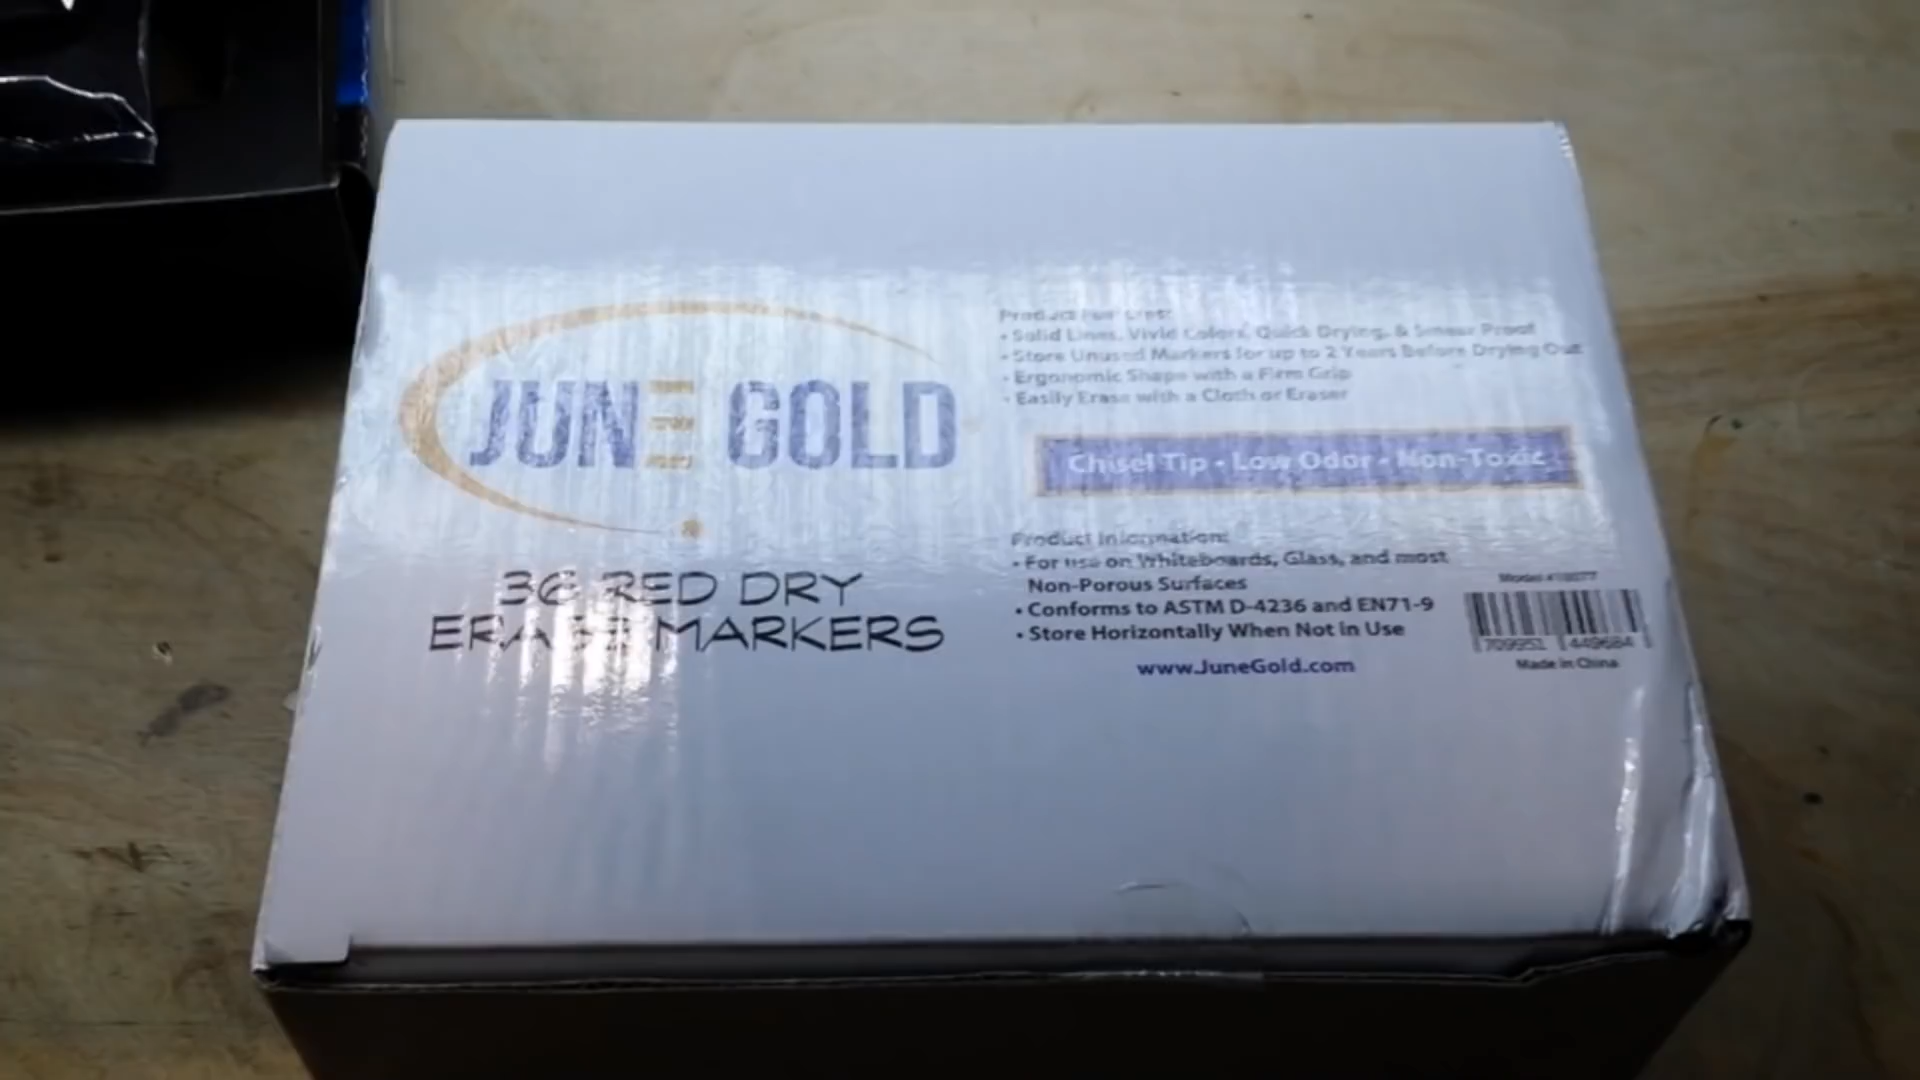 JUNE GOLD
36 RED DRY
ERASE MARKERS
Product Features:
• Solid Lines, Vivid Colors, Quick Drying, & Smear Proof
• Store Unused Markers for up to 2 Years Before Drying Out
• Ergonomic Shape with a Firm Grip
• Easily Erase with a Cloth or Eraser
Chisel Tip • Low Odor • Non-Toxic
Product Information:
• For use on Whiteboards, Glass, and most
Non-Porous Surfaces
• Conforms to ASTM D-4236 and EN71-9
• Store Horizontally When Not in Use
www.JuneGold.com
Model
709951 449684
Made in China